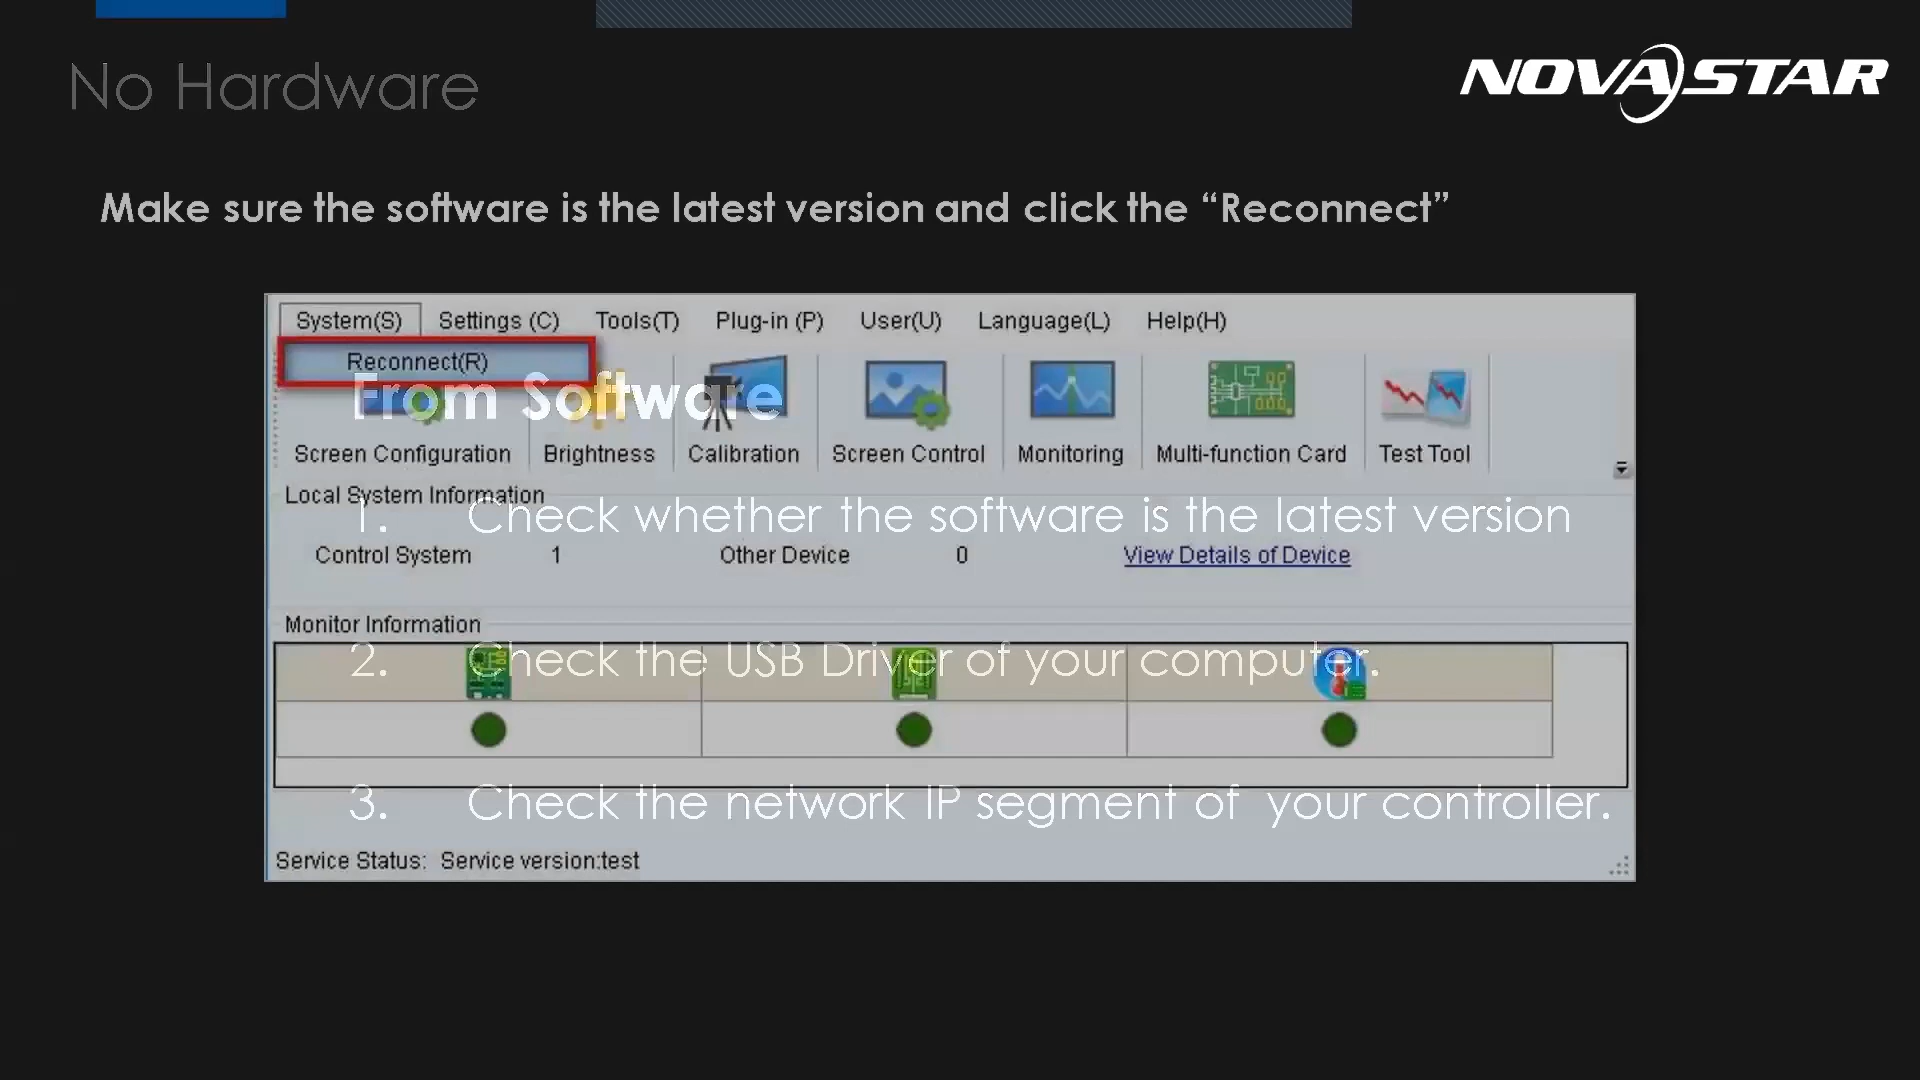 No Hardware
NOVASTAR
Make sure the software is the latest version and click the “Reconnect”
System(S) Settings (C) Tools(T) Plug-in (P) User(U) Language(L) Help(H)
Reconnect(R)
From Software
Screen Configuration Brightness Calibration Screen Control Monitoring Multi-function Card Test Tool
Local System Information
1. Check whether the software is the latest version
Control System 1 Other Device 0 View Details of Device
Monitor Information
2. Check the USB Driver of your computer.
3. Check the network IP segment of your controller.
Service Status: Service version:test